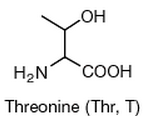 OH
H₂N COOH
Threonine (Thr, T)